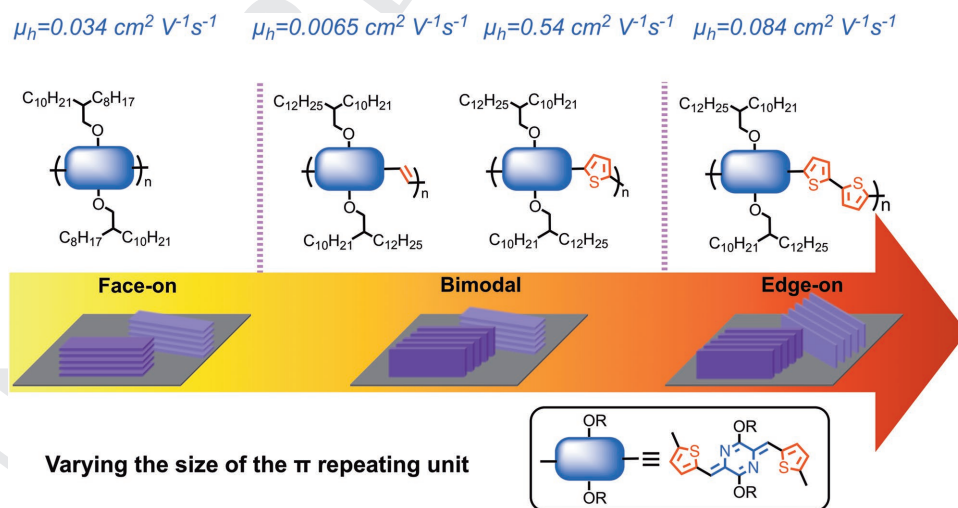 μh=0.034 cm² V⁻¹s⁻¹ μh=0.0065 cm² V⁻¹s⁻¹ μh=0.54 cm² V⁻¹s⁻¹ μh=0.084 cm² V⁻¹s⁻¹
C10H21 C8H17 C12H25 C10H21 C12H25 C10H21 C12H25 C10H21
O O O O
n n S n S S n
O O O O
C8H17 C10H21 C10H21 C12H25 C10H21 C12H25 C10H21 C12H25
Face-on Bimodal Edge-on
Varying the size of the π repeating unit
OR OR
S N N S
OR OR